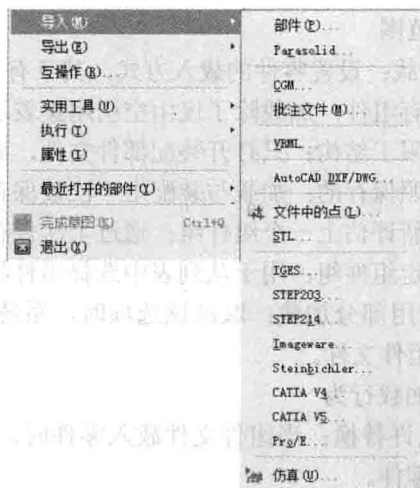 导入(M)
导出(E)
互操作(B)...
实用工具(U)
执行(T)
属性(I)
最近打开的部件(Y)
完成草图(K) Ctrl+Q
退出(X)
部件(P)...
Parasolid...
CGM...
批注文件(M)...
VRML...
AutoCAD DXF/DWG...
文件中的点(L)...
STL...
IGES...
STEP203...
STEP214...
Imageware...
Steinbichler...
CATIA V4...
CATIA V5...
Pro/E...
仿真(U)...